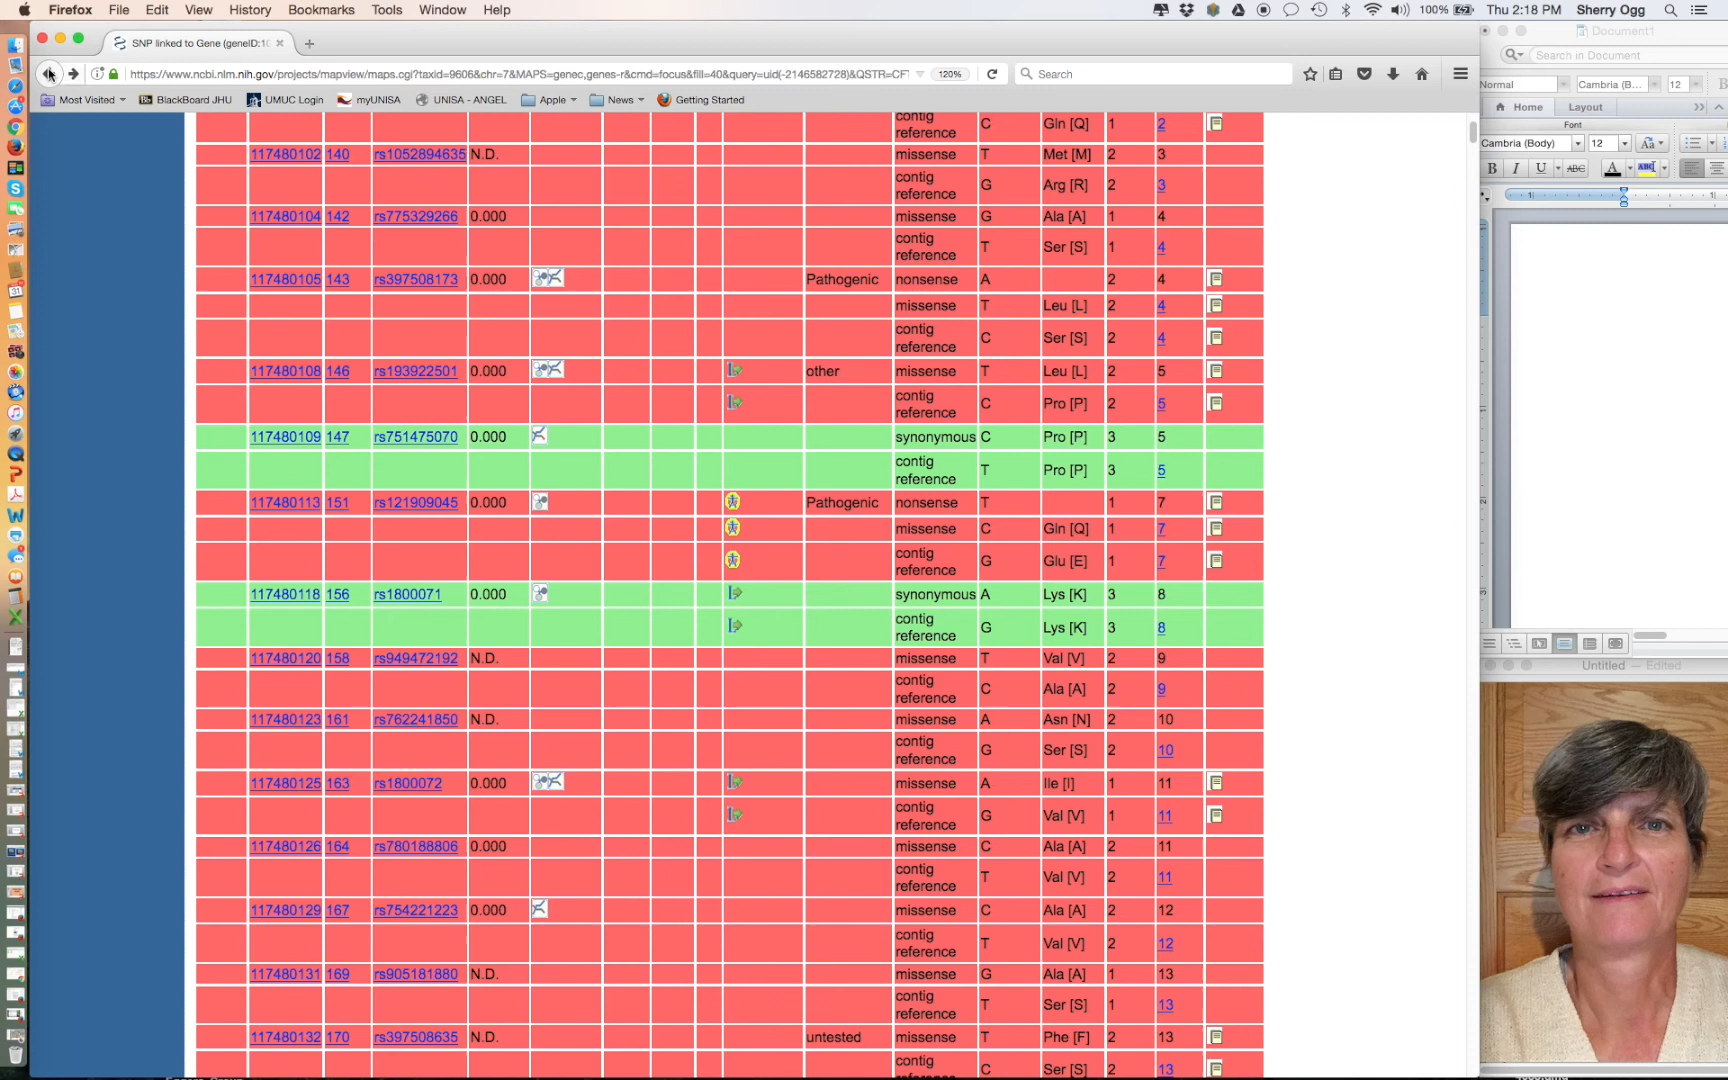 Firefox File Edit View History Bookmarks Tools Window Help 100% Thu 2:18 PM Sherry Ogg
SNP linked to Gene (geneID:10
Document1
https://www.ncbi.nlm.nih.gov/projects/mapview/maps.cgi?taxid=9606&chr=7&MAPS=genec,genes-r&cmd=focus&fill=40&query=uid(-2146582728)&QSTR=CFT 120% Search
Search in Document
Most Visited BlackBoard JHU UMUC Login myUNISA UNISA - ANGEL Apple News Getting Started
Normal Cambria (B... 12
Home Layout
Font
Cambria (Body) 12
B I U ABC A ABC
contig reference C Gln [Q] 1 2
117480102 140 rs1052894635 N.D. missense T Met [M] 2 3
contig reference G Arg [R] 2 3
117480104 142 rs775329266 0.000 missense G Ala [A] 1 4
contig reference T Ser [S] 1 4
117480105 143 rs397508173 0.000 Pathogenic nonsense A 2 4
missense T Leu [L] 2 4
contig reference C Ser [S] 2 4
117480108 146 rs193922501 0.000 other missense T Leu [L] 2 5
contig reference C Pro [P] 2 5
117480109 147 rs751475070 0.000 synonymous C Pro [P] 3 5
contig reference T Pro [P] 3 5
117480113 151 rs121909045 0.000 Pathogenic nonsense T 1 7
missense C Gln [Q] 1 7
contig reference G Glu [E] 1 7
117480118 156 rs1800071 0.000 synonymous A Lys [K] 3 8
contig reference G Lys [K] 3 8
117480120 158 rs949472192 N.D. missense T Val [V] 2 9
contig reference C Ala [A] 2 9
Untitled — Edited
117480123 161 rs762241850 N.D. missense A Asn [N] 2 10
contig reference G Ser [S] 2 10
117480125 163 rs1800072 0.000 missense A Ile [I] 1 11
contig reference G Val [V] 1 11
117480126 164 rs780188806 0.000 missense C Ala [A] 2 11
contig reference T Val [V] 2 11
117480129 167 rs754221223 0.000 missense C Ala [A] 2 12
contig reference T Val [V] 2 12
117480131 169 rs905181880 N.D. missense G Ala [A] 1 13
contig reference T Ser [S] 1 13
117480132 170 rs397508635 N.D. untested missense T Phe [F] 2 13
contig C Ser [S] 2 13